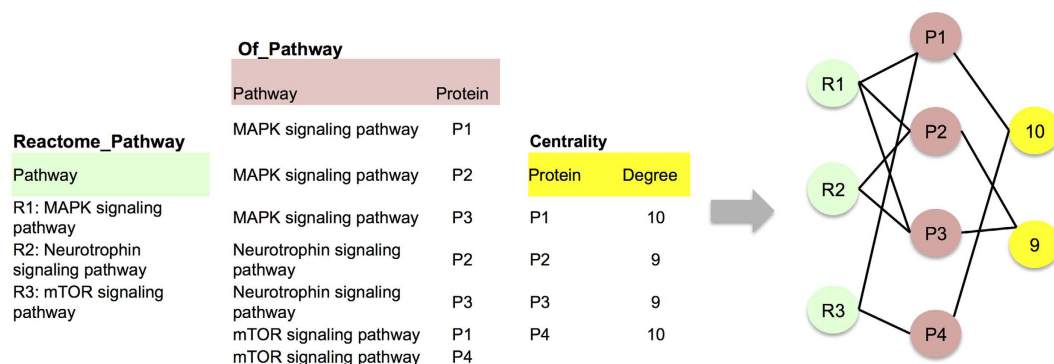 Of_Pathway
Pathway Protein
MAPK signaling pathway P1
Reactome_Pathway
Pathway
R1: MAPK signaling
pathway
R2: Neurotrophin
signaling pathway
R3: mTOR signaling
pathway
MAPK signaling pathway P2
MAPK signaling pathway P3
Neurotrophin signaling
pathway P2
Neurotrophin signaling
pathway P3
mTOR signaling pathway P1
mTOR signaling pathway P4
Centrality
Protein Degree
P1 10
P2 9
P3 9
P4 10
R1
R2
R3
P1
P2
P3
P4
10
9